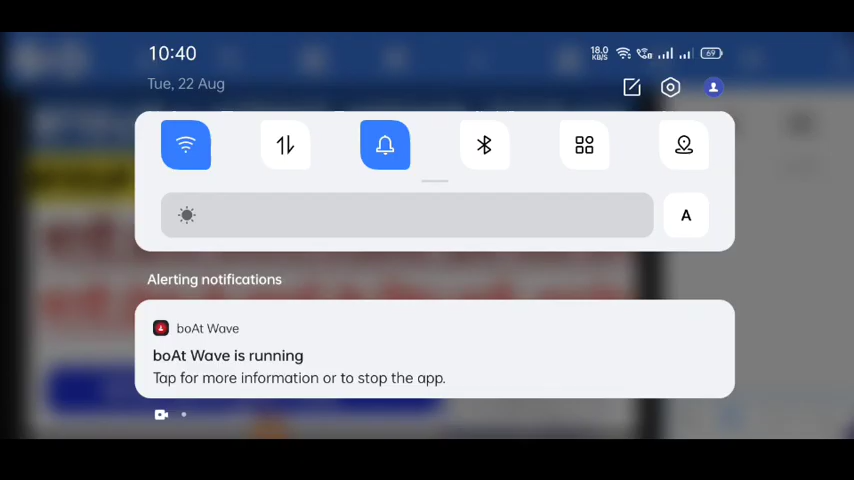 10:40
18.0
KB/S
69
Tue, 22 Aug
A
Alerting notifications
boAt Wave
boAt Wave is running
Tap for more information or to stop the app.